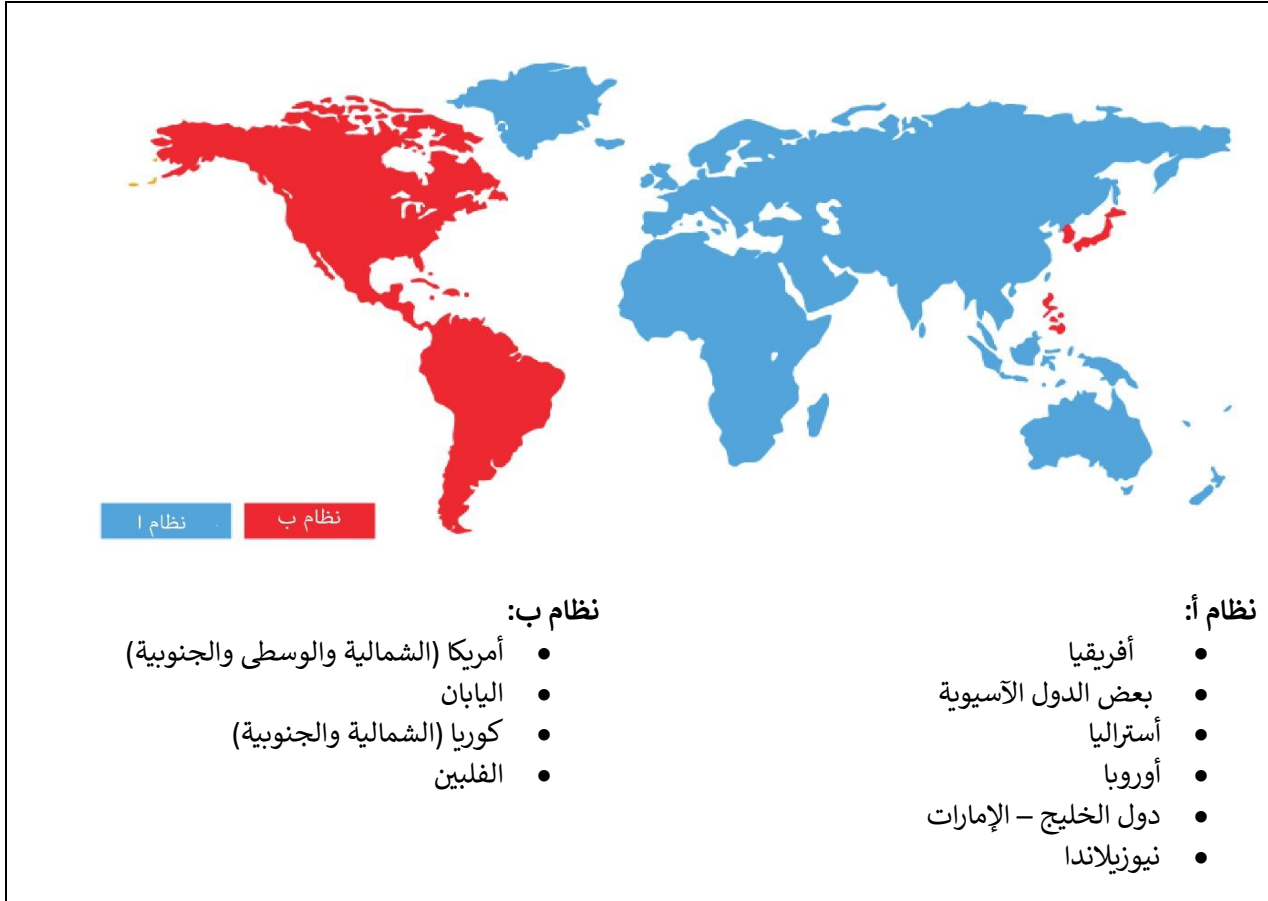 نظام ا
نظام ب
نظام أ:
أفريقيا
بعض الدول الآسيوية
أستراليا
أوروبا
دول الخليج – الإمارات
نيوزيلاندا
نظام ب:
أمريكا (الشمالية والوسطى والجنوبية)
اليابان
كوريا (الشمالية والجنوبية)
الفلبين